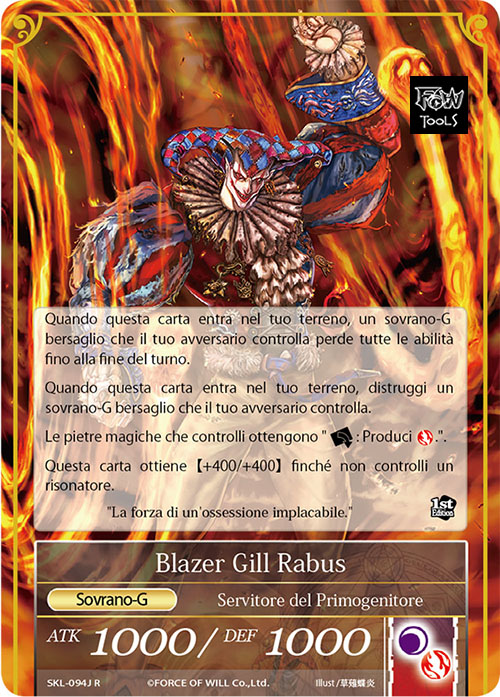 FoW
TOOLS
Quando questa carta entra nel tuo terreno, un sovrano-G
bersaglio che il tuo avversario controlla perde tutte le abilità
fino alla fine del turno.
Quando questa carta entra nel tuo terreno, distruggi un
sovrano-G bersaglio che il tuo avversario controlla.
Le pietre magiche che controlli ottengono " : Produci .".
Questa carta ottiene 【+400/+400】 finché non controlli un
risonatore.
"La forza di un'ossessione implacabile."
1st
Edition
Blazer Gill Rabus
Sovrano-G Servitore del Primogenitore
ATK 1000 / DEF 1000
SKL-094J R ©FORCE OF WILL Co.,Ltd. Illust /草薙蝶炎